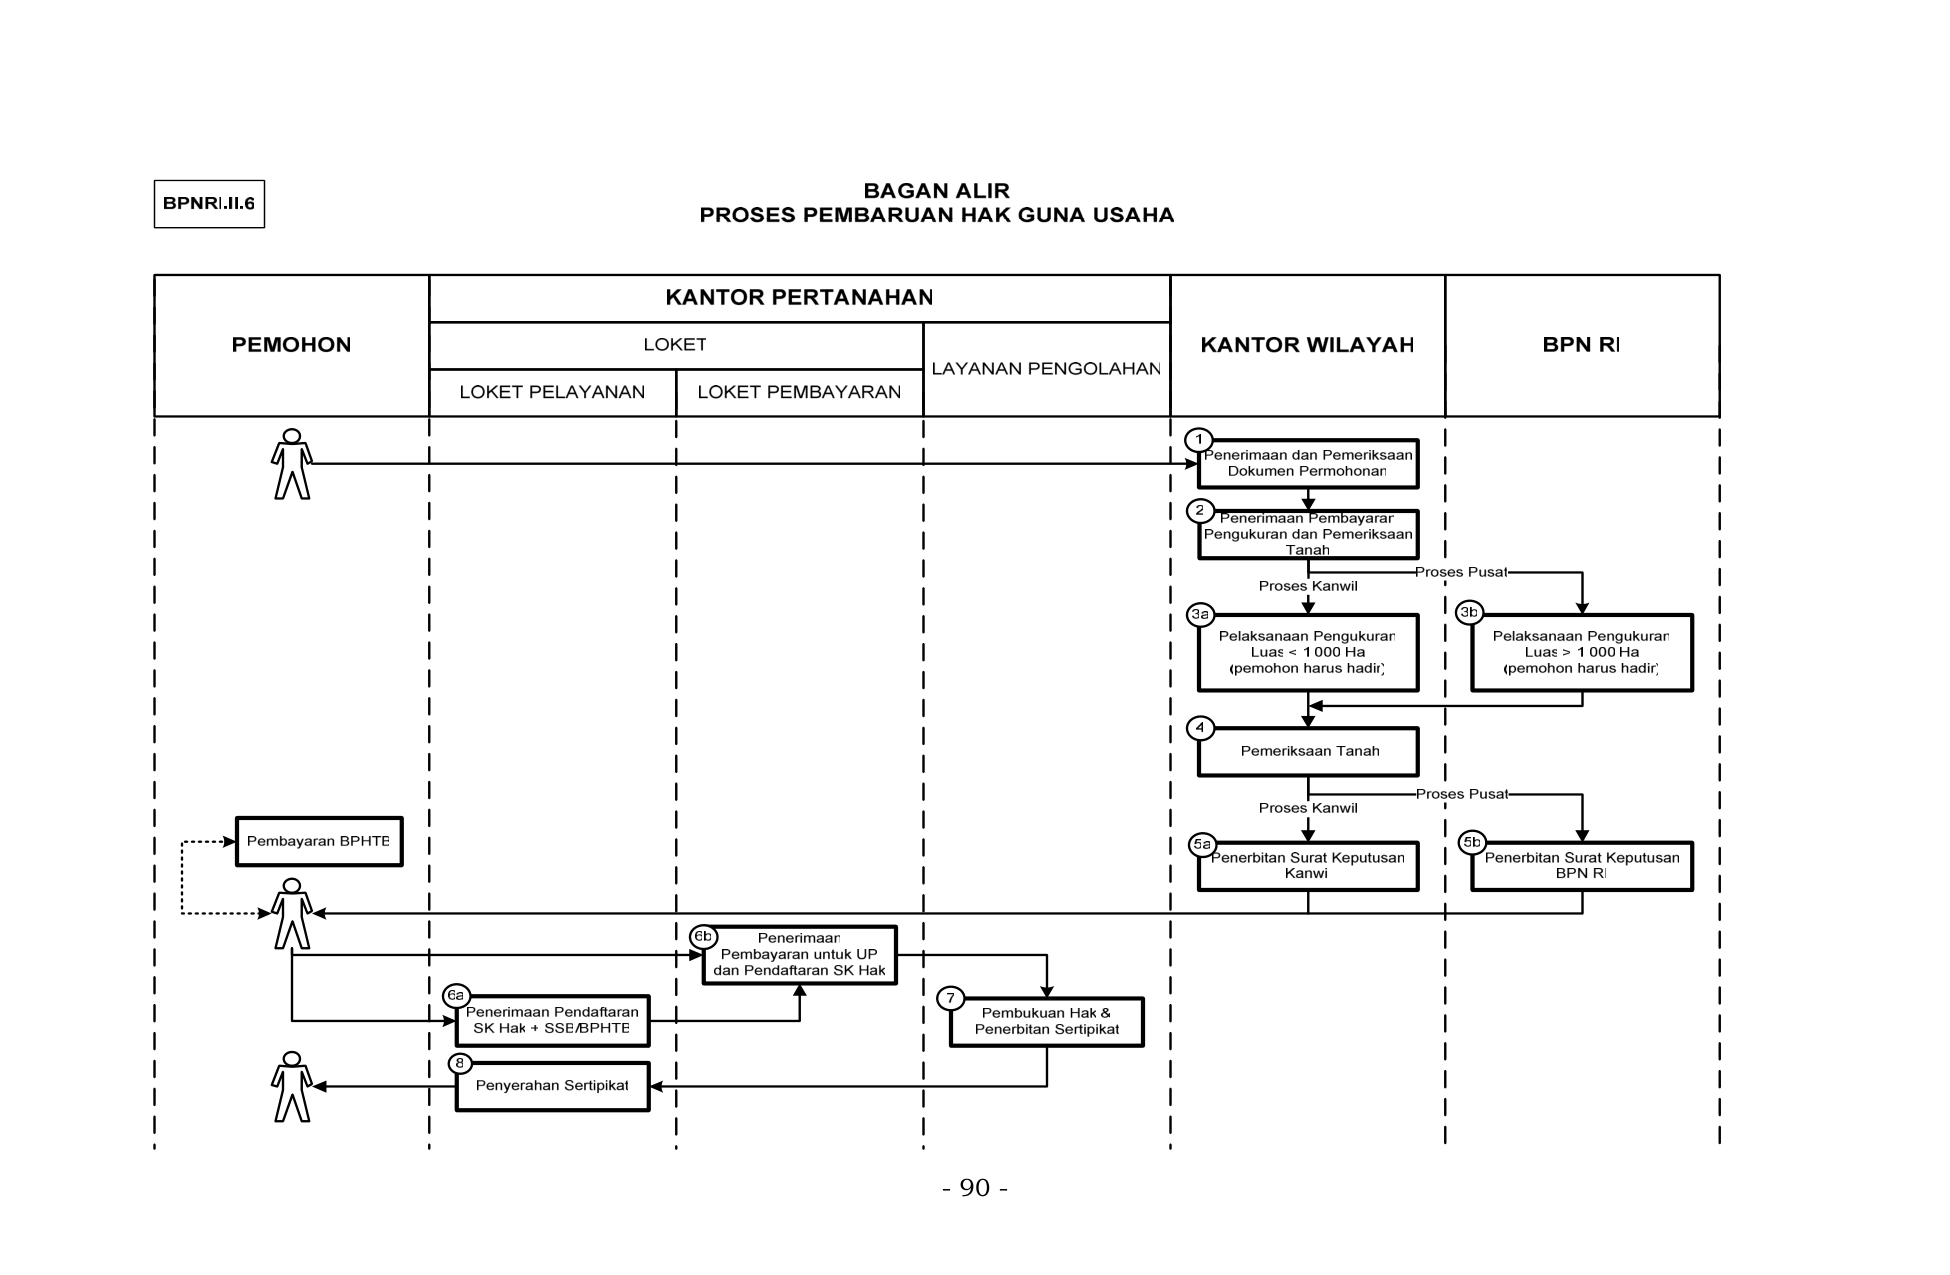 BPNRI.II.6
BAGAN ALIR
PROSES PEMBARUAN HAK GUNA USAHA
PEMOHON
KANTOR PERTANAHAN
LOKET
LOKET PELAYANAN
LOKET PEMBAYARAN
LAYANAN PENGOLAHAN
KANTOR WILAYAH
BPN RI
1
Penerimaan dan Pemeriksaan
Dokumen Permohonan
2
Penerimaan Pembayaran
Pengukuran dan Pemeriksaan
Tanah
Proses Pusat
Proses Kanwil
3a
Pelaksanaan Pengukuran
Luas < 1000 Ha
(pemohon harus hadir)
3b
Pelaksanaan Pengukuran
Luas > 1000 Ha
(pemohon harus hadir)
4
Pemeriksaan Tanah
Proses Pusat
Proses Kanwil
Pembayaran BPHTB
5a
Penerbitan Surat Keputusan
Kanwi
5b
Penerbitan Surat Keputusan
BPN RI
6b
Penerimaan
Pembayaran untuk UP
dan Pendaftaran SK Hak
6a
Penerimaan Pendaftaran
SK Hak + SSB/BPHTB
7
Pembukuan Hak &
Penerbitan Sertipikat
8
Penyerahan Sertipikat
- 90 -